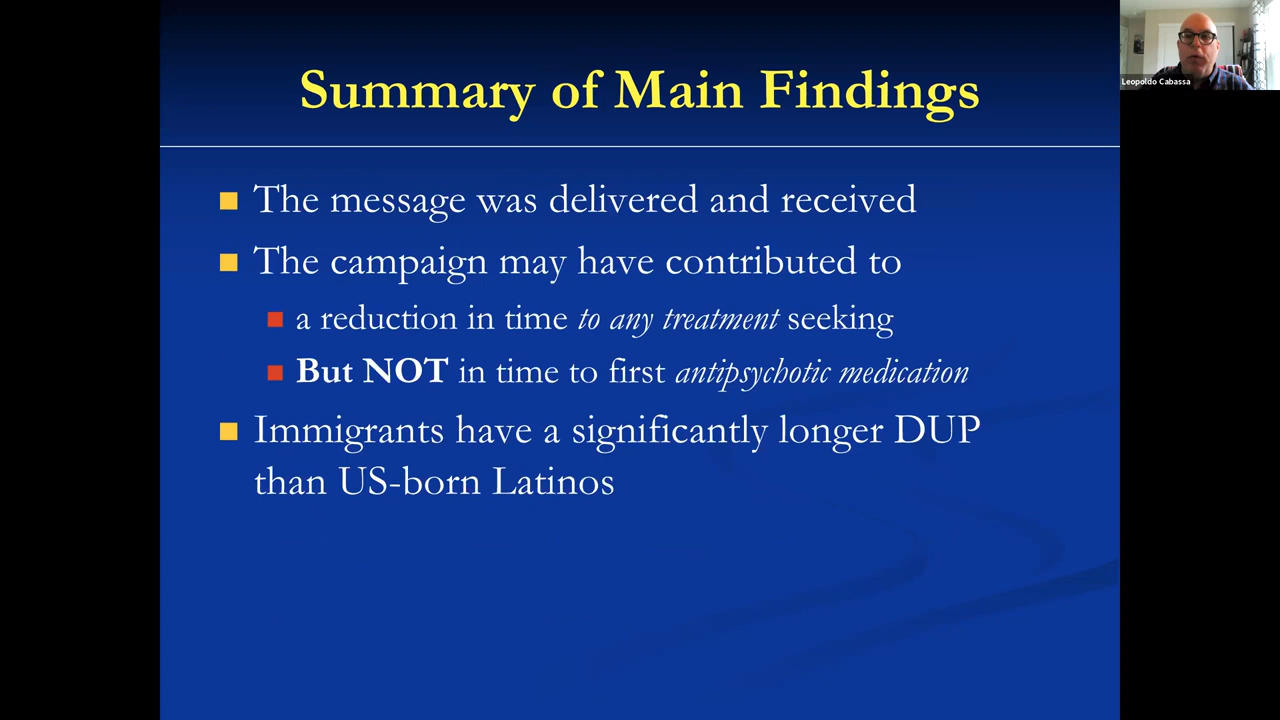 Summary of Main Findings
Leopoldo Cabassa
The message was delivered and received
The campaign may have contributed to
a reduction in time to any treatment seeking
But NOT in time to first antipsychotic medication
Immigrants have a significantly longer DUP
than US-born Latinos